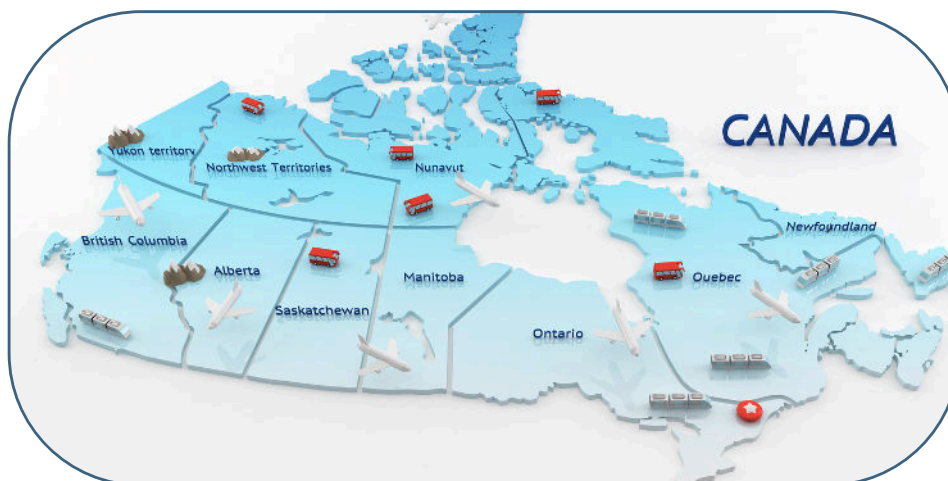 CANADA
Yukon territory
Northwest Territories
Nunavut
British Columbia
Alberta
Saskatchewan
Manitoba
Ontario
Quebec
Newfoundland